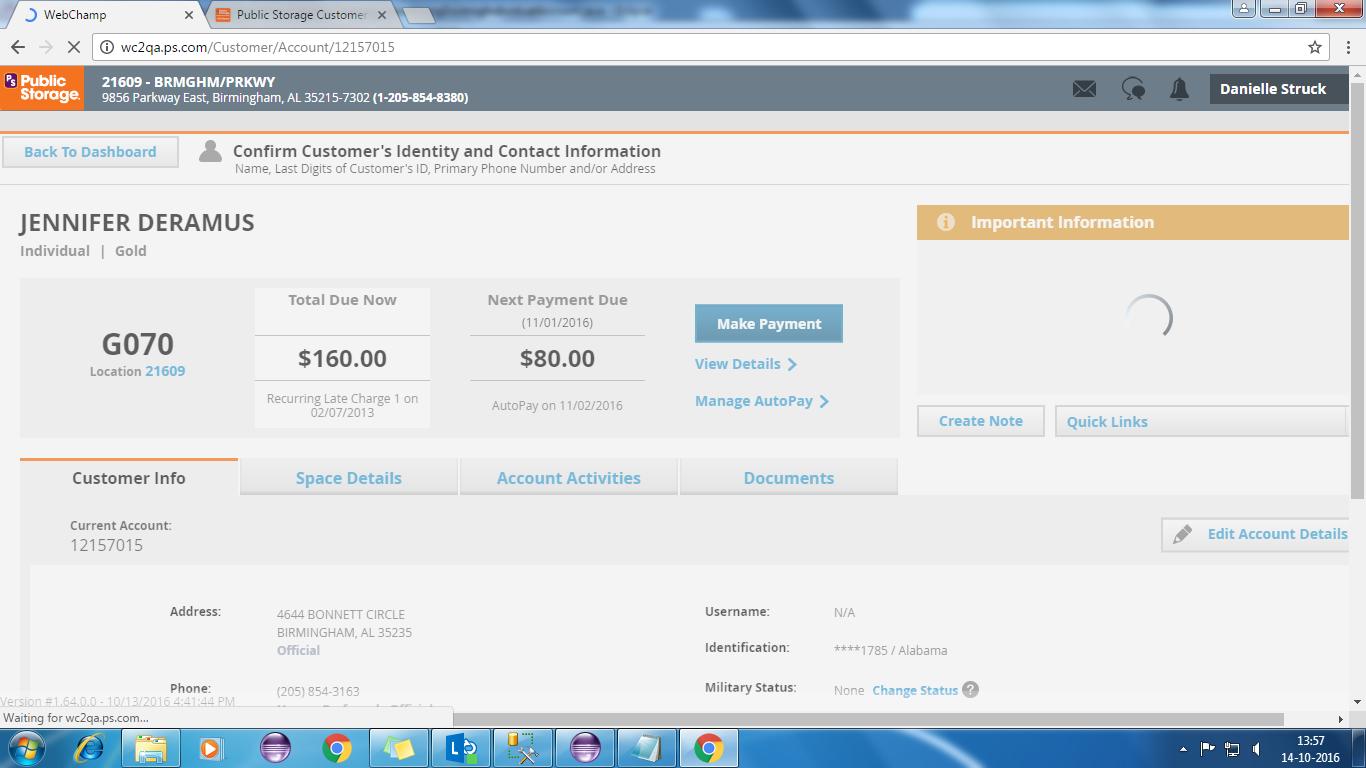 WebChamp
Public Storage Customer
wc2qa.ps.com/Customer/Account/12157015
PS Public Storage.
21609 - BRMGHM/PRKWY
9856 Parkway East, Birmingham, AL 35215-7302 (1-205-854-8380)
Danielle Struck
Back To Dashboard
Confirm Customer's Identity and Contact Information
Name, Last Digits of Customer's ID, Primary Phone Number and/or Address
JENNIFER DERAMUS
Individual | Gold
Important Information
G070
Location 21609
Total Due Now
$160.00
Recurring Late Charge 1 on
02/07/2013
Next Payment Due
(11/01/2016)
$80.00
AutoPay on 11/02/2016
Make Payment
View Details
Manage AutoPay
Create Note
Quick Links
Customer Info
Space Details
Account Activities
Documents
Current Account:
12157015
Edit Account Details
Address:
4644 BONNETT CIRCLE
BIRMINGHAM, AL 35235
Official
Phone:
(205) 854-3163
Username:
N/A
Identification:
****1785 / Alabama
Military Status:
None Change Status ?
Version #1.64.0.0 - 10/13/2016 4:41:44 PM
Waiting for wc2qa.ps.com...
13:57
14-10-2016